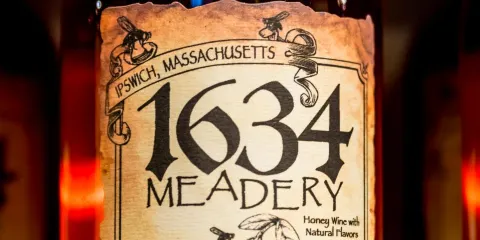 IPSWICH, MASSACHUSETTS
1634
MEADERY
Honey Wine with
Natural Flavors